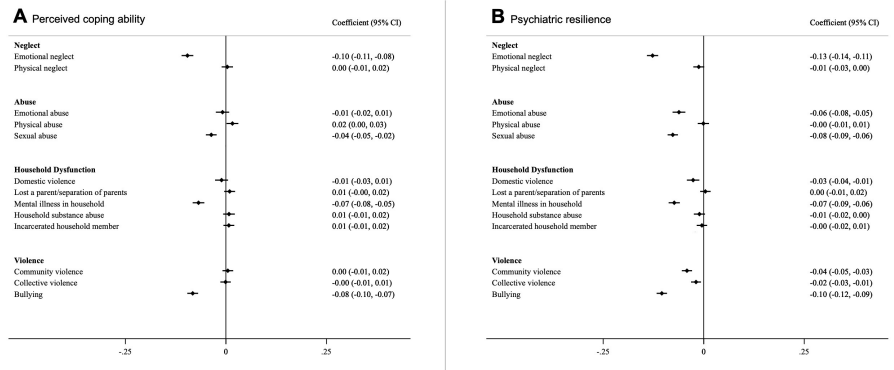 A Perceived coping ability
Coefficient (95% CI)
Neglect
Emotional neglect -0.10 (-0.11, -0.08)
Physical neglect 0.00 (-0.01, 0.02)
Abuse
Emotional abuse -0.01 (-0.02, 0.01)
Physical abuse 0.02 (0.00, 0.03)
Sexual abuse -0.04 (-0.05, -0.02)
Household Dysfunction
Domestic violence -0.01 (-0.03, 0.01)
Lost a parent/separation of parents 0.01 (-0.00, 0.02)
Mental illness in household -0.07 (-0.08, -0.05)
Household substance abuse 0.01 (-0.01, 0.02)
Incarcerated household member 0.01 (-0.01, 0.02)
Violence
Community violence 0.00 (-0.01, 0.02)
Collective violence -0.00 (-0.01, 0.01)
Bullying -0.08 (-0.10, -0.07)
-.25 0 .25
B Psychiatric resilience
Coefficient (95% CI)
Neglect
Emotional neglect -0.13 (-0.14, -0.11)
Physical neglect -0.01 (-0.03, 0.00)
Abuse
Emotional abuse -0.06 (-0.08, -0.05)
Physical abuse -0.00 (-0.01, 0.01)
Sexual abuse -0.08 (-0.09, -0.06)
Household Dysfunction
Domestic violence -0.03 (-0.04, -0.01)
Lost a parent/separation of parents 0.00 (-0.01, 0.02)
Mental illness in household -0.07 (-0.09, -0.06)
Household substance abuse -0.01 (-0.02, 0.00)
Incarcerated household member -0.00 (-0.02, 0.01)
Violence
Community violence -0.04 (-0.05, -0.03)
Collective violence -0.02 (-0.03, -0.01)
Bullying -0.10 (-0.12, -0.09)
-.25 0 .25